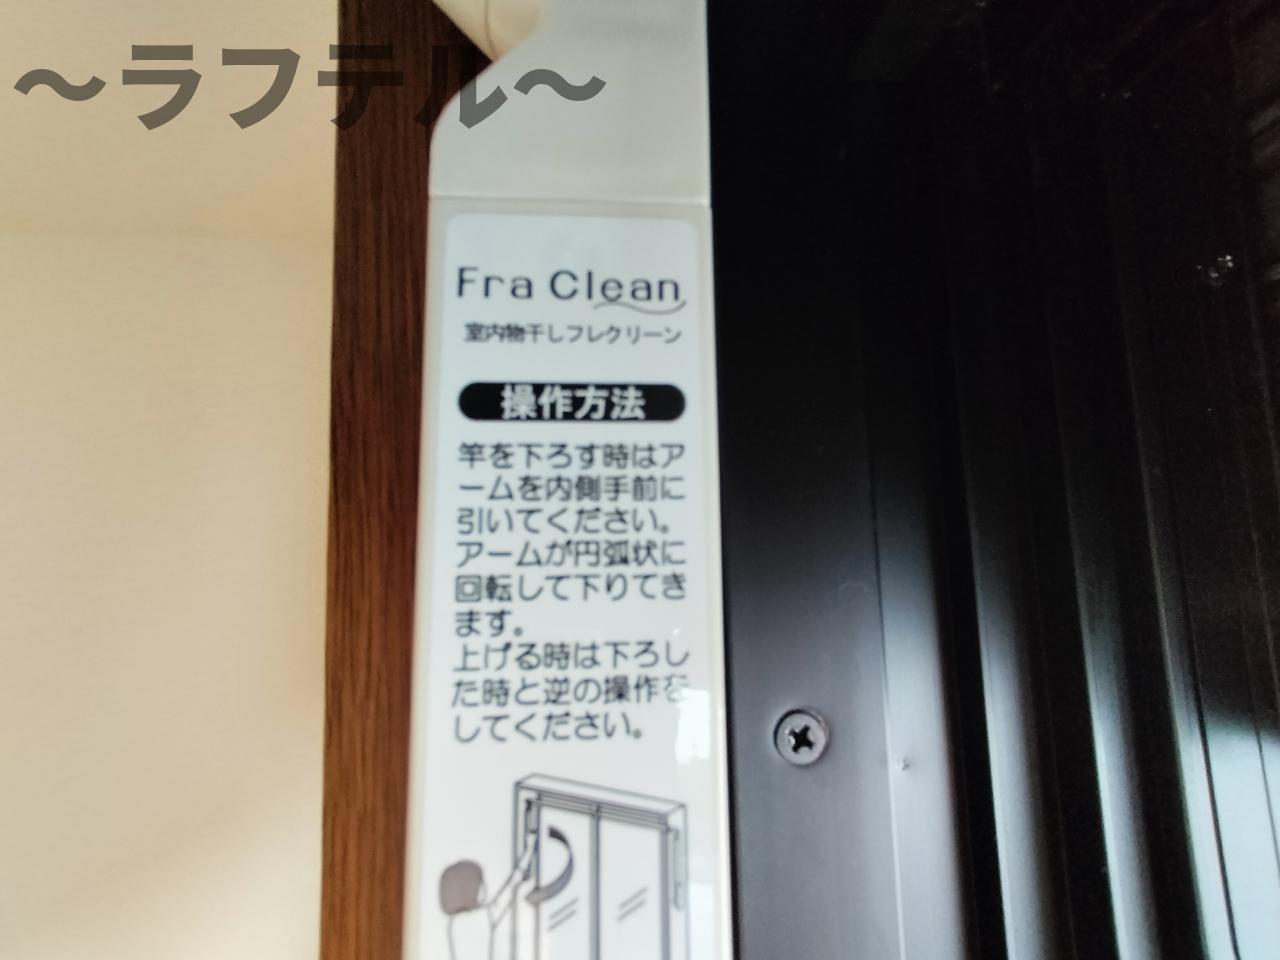 ～ラフテル～
Fra Clean
室内物干しフレクリーン
操作方法
竿を下ろす時はア
ームを内側手前に
引いてください。
アームが円弧状に
回転して下りてき
ます。
上げる時は下ろし
た時と逆の操作を
してください。